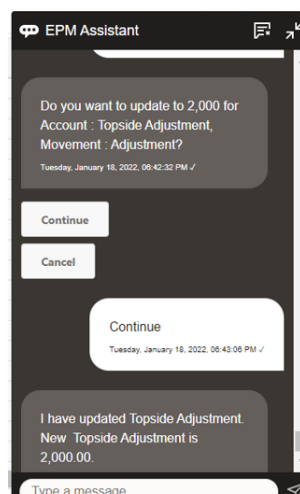 EPM Assistant
Do you want to update to 2,000 for
Account : Topside Adjustment,
Movement : Adjustment?
Tuesday, January 18, 2022, 06:42:32 PM ✓
Continue
Cancel
Continue
Tuesday, January 18, 2022, 06:43:06 PM ✓
I have updated Topside Adjustment.
New Topside Adjustment is
2,000.00.
Type a message